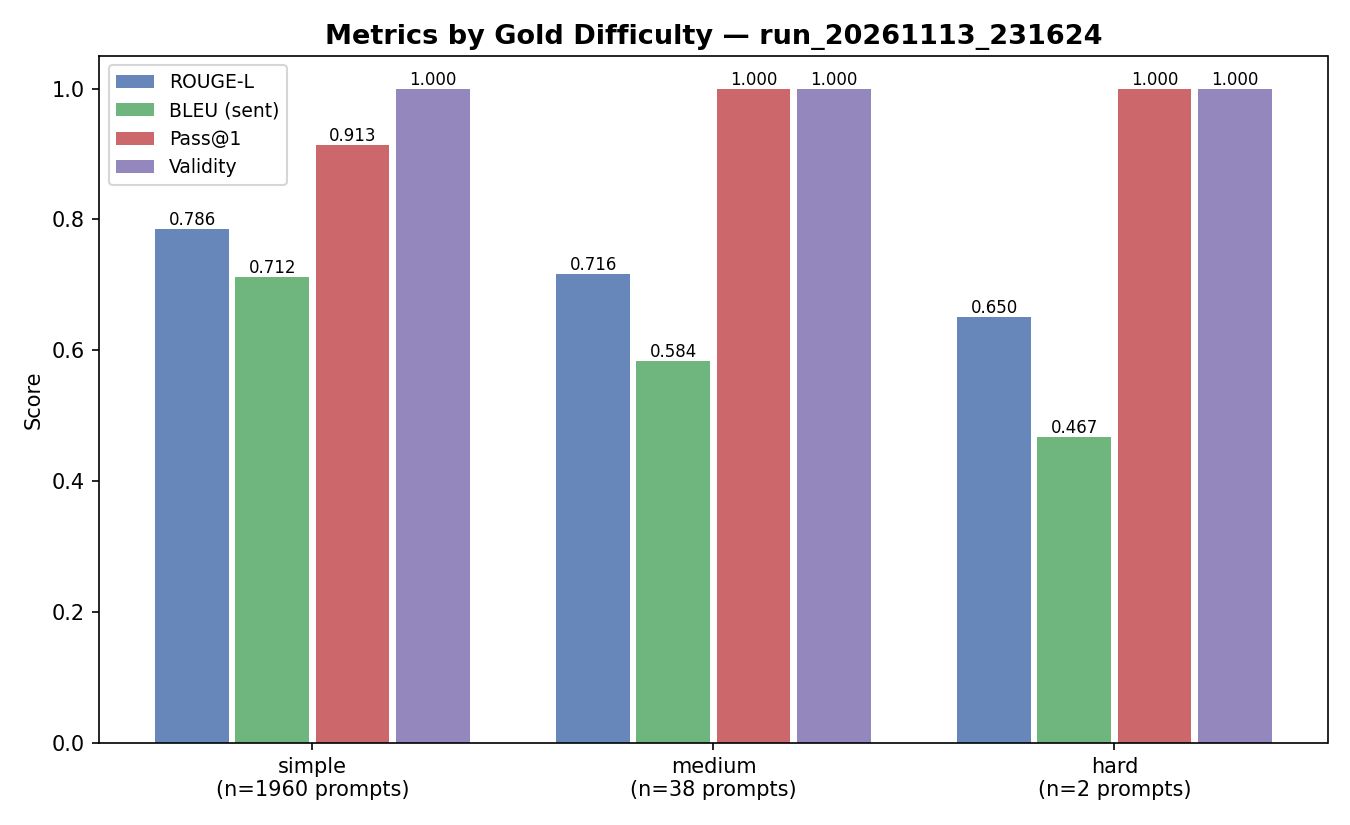 Metrics by Gold Difficulty — run_20261113_231624
ROUGE-L
BLEU (sent)
Pass@1
Validity
1.0
0.8
0.6
0.4
0.2
0.0
Score
0.786
0.712
0.913
1.000
0.716
0.584
1.000
1.000
0.650
0.467
1.000
1.000
simple
(n=1960 prompts)
medium
(n=38 prompts)
hard
(n=2 prompts)